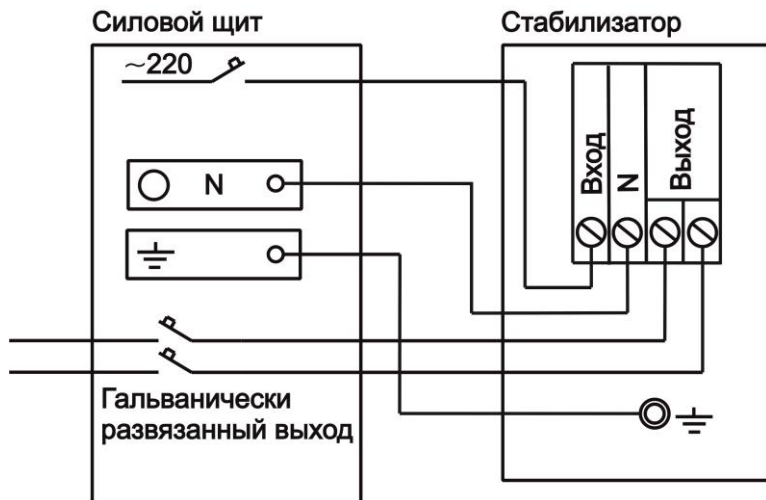 Силовой щит
Стабилизатор
~220
N
Вход
N
Выход
Гальванически
развязанный выход